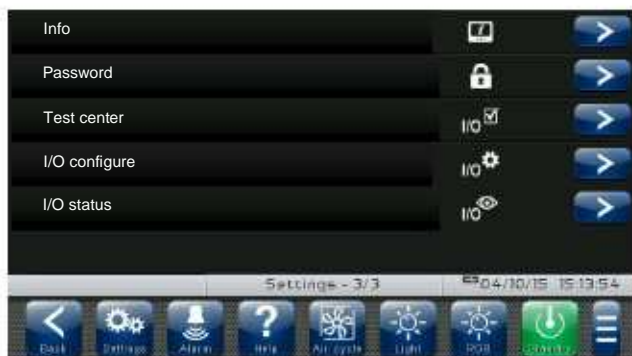 Info
Password
Test center
I/O
I/O configure
I/O
I/O status
I/O
Settings - 3/3
04/10/15 15:13:54
Back
Settings
Alarm
Help
Air cycle
Light
RGB
Standby